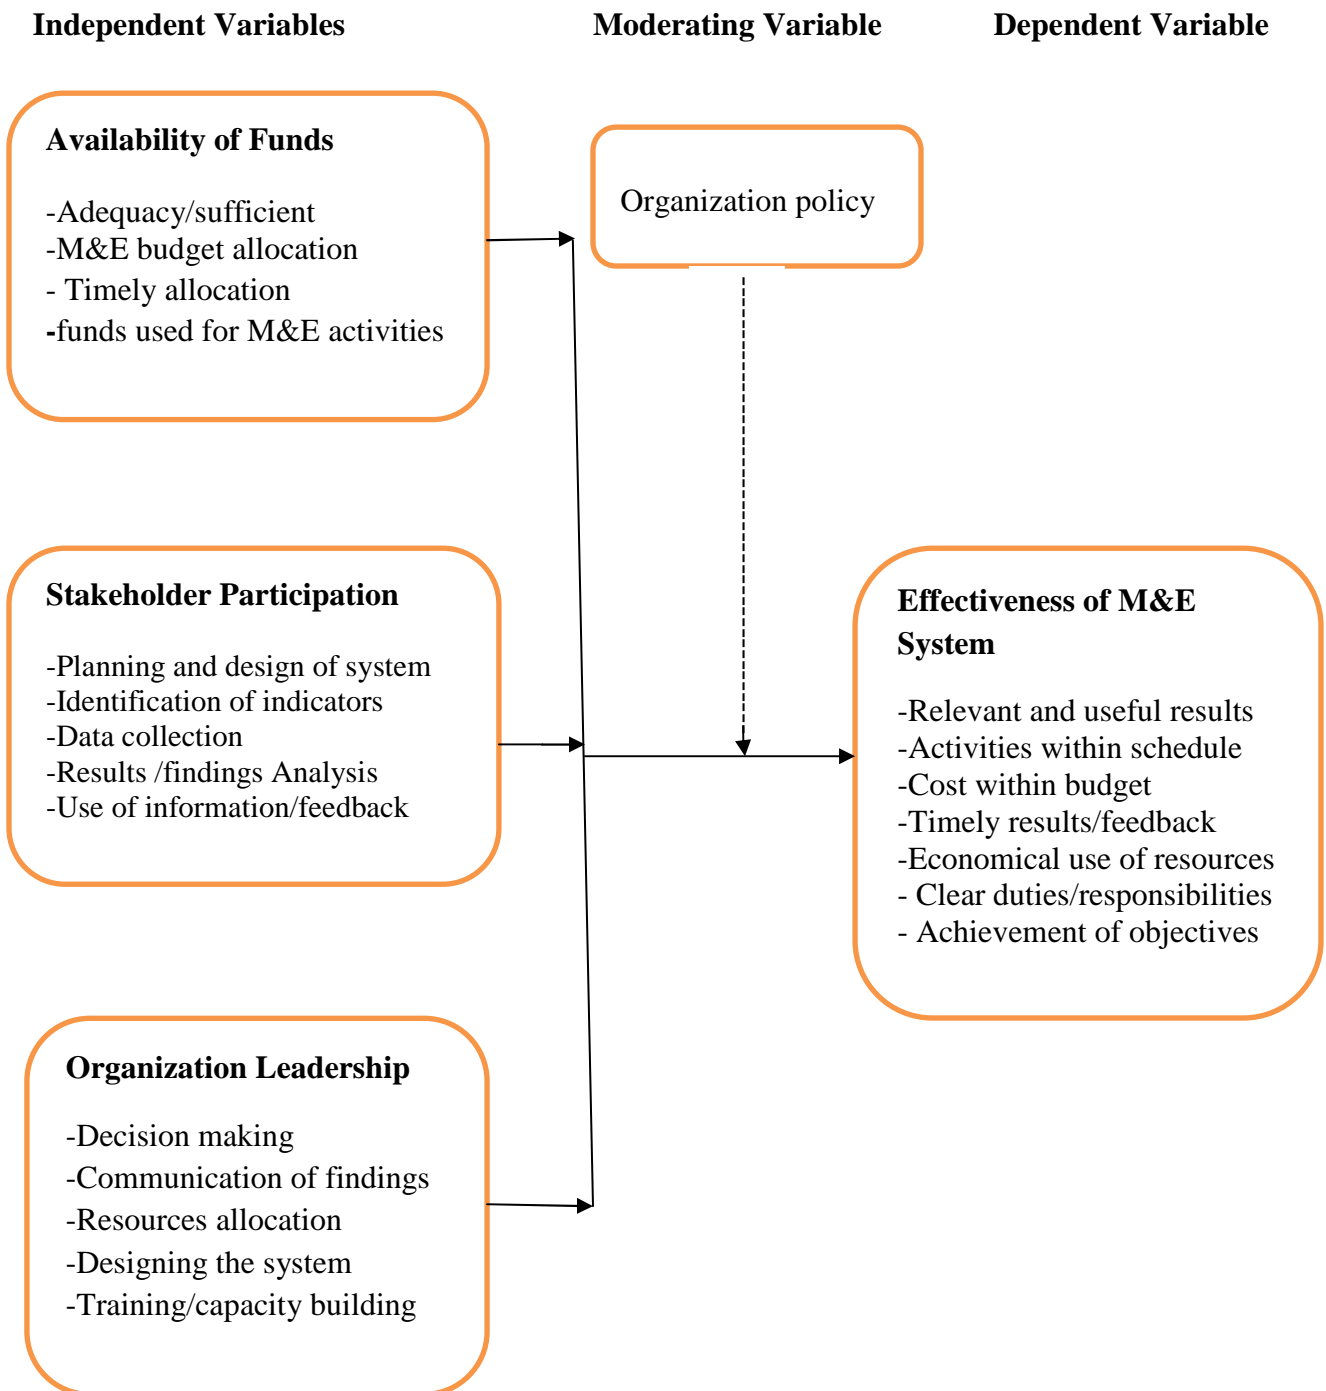 Independent Variables
Moderating Variable
Dependent Variable
Availability of Funds
-Adequacy/sufficient
-M&E budget allocation
- Timely allocation
-funds used for M&E activities
Organization policy
Stakeholder Participation
-Planning and design of system
-Identification of indicators
-Data collection
-Results /findings Analysis
-Use of information/feedback
Effectiveness of M&E
System
-Relevant and useful results
-Activities within schedule
-Cost within budget
-Timely results/feedback
-Economical use of resources
- Clear duties/responsibilities
- Achievement of objectives
Organization Leadership
-Decision making
-Communication of findings
-Resources allocation
-Designing the system
-Training/capacity building